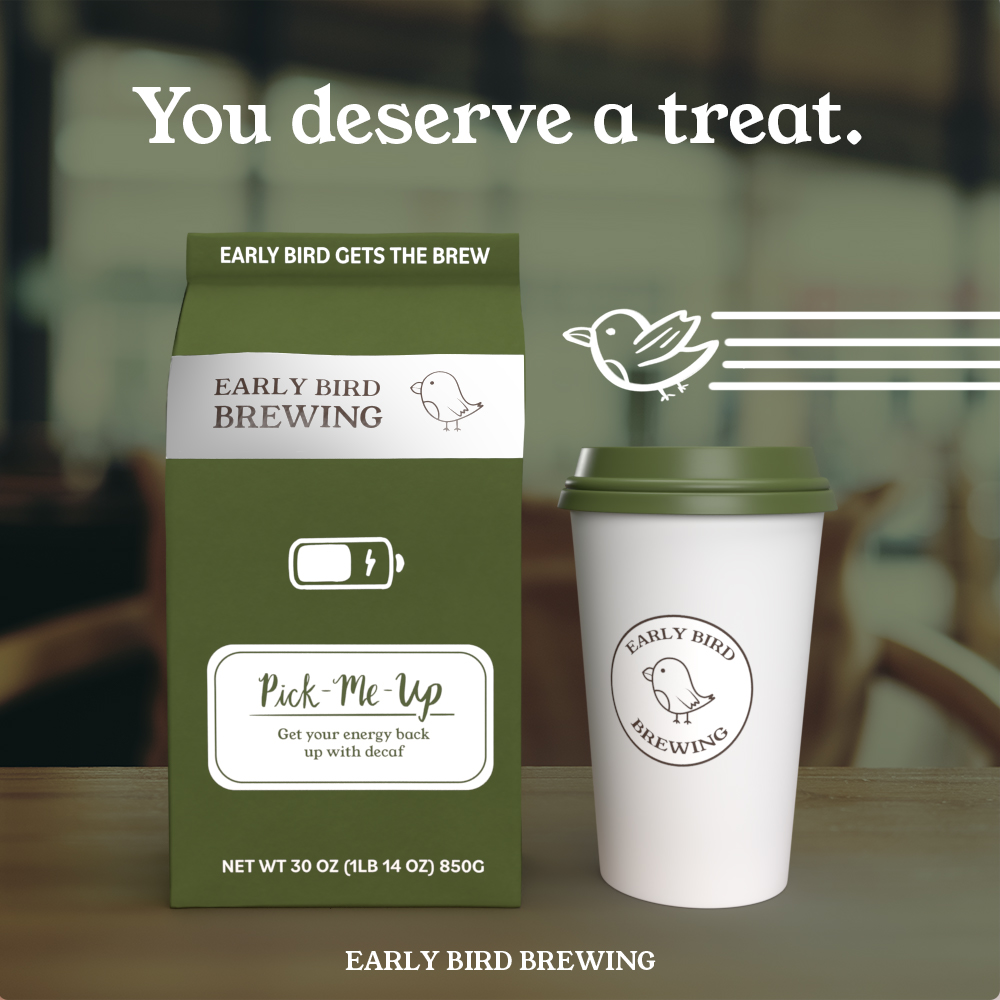 You deserve a treat.
EARLY BIRD GETS THE BREW
EARLY BIRD
BREWING
Pick-Me-Up
Get your energy back
up with decaf
NET WT 30 OZ (1LB 14 OZ) 850G
EARLY BIRD
BREWING
EARLY BIRD BREWING